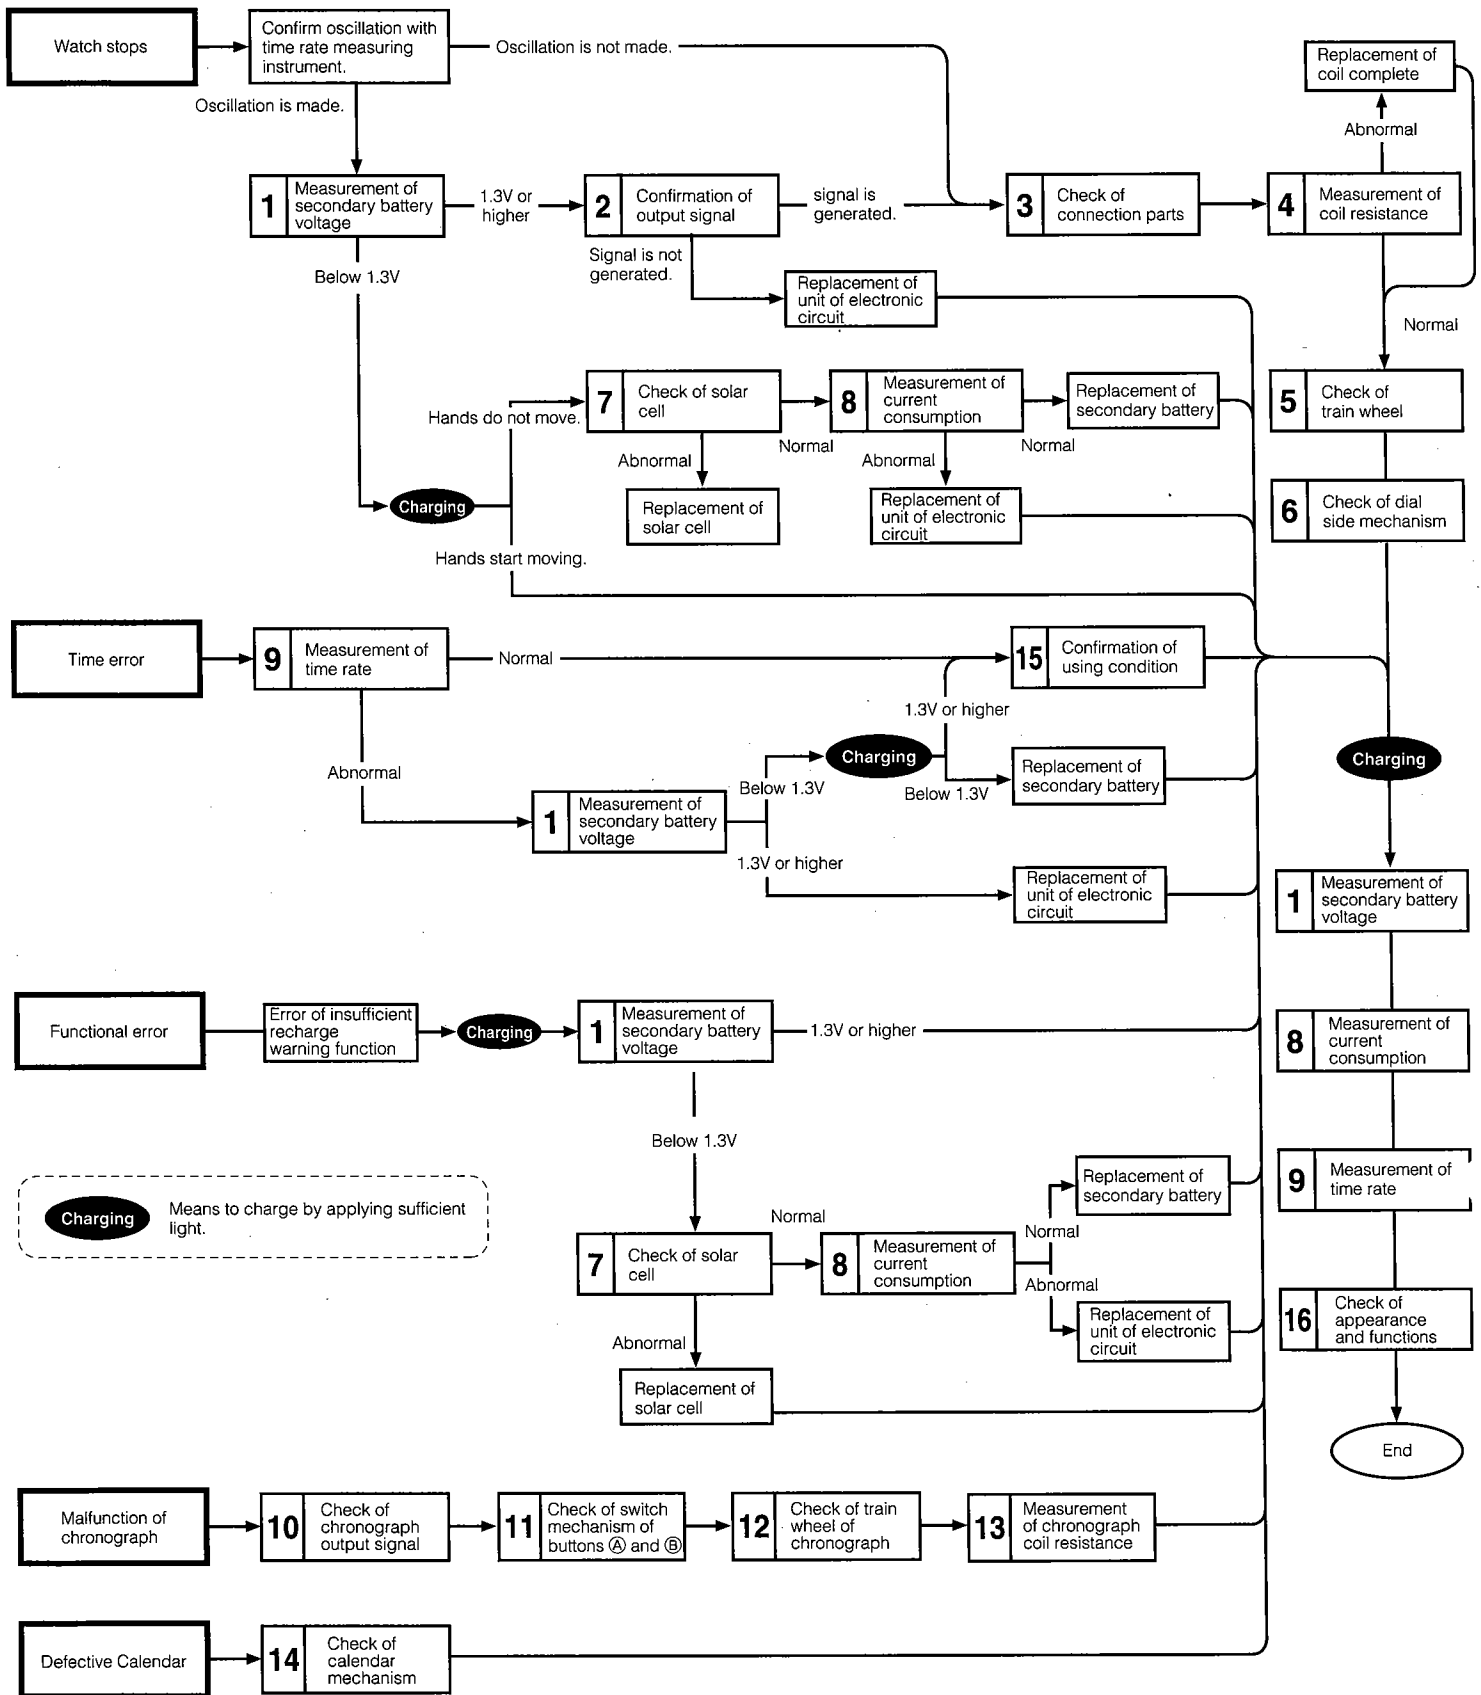 Watch stops
Confirm oscillation with
time rate measuring
instrument.
Oscillation is not made.
Oscillation is made.
Replacement of
coil complete
Abnormal
1
Measurement of
secondary battery
voltage
1.3V or
higher
2
Confirmation of
output signal
signal is
generated.
3
Check of
connection parts
4
Measurement of
coil resistance
Below 1.3V
Signal is not
generated.
Replacement of
unit of electronic
circuit
Normal
Hands do not move.
7
Check of solar
cell
Normal
8
Measurement of
current
consumption
Normal
Replacement of
secondary battery
5
Check of
train wheel
Abnormal
Abnormal
Charging
Replacement of
solar cell
Replacement of
unit of electronic
circuit
6
Check of dial
side mechanism
Hands start moving.
Time error
9
Measurement of
time rate
Normal
15
Confirmation of
using condition
1.3V or higher
Abnormal
Charging
Below 1.3V
Below 1.3V
Replacement of
secondary battery
Charging
1
Measurement of
secondary battery
voltage
1.3V or higher
Replacement of
unit of electronic
circuit
1
Measurement of
secondary battery
voltage
Functional error
Error of insufficient
recharge
warning function
Charging
1
Measurement of
secondary battery
voltage
1.3V or higher
8
Measurement of
current
consumption
Below 1.3V
Charging
Means to charge by applying sufficient
light.
7
Check of solar
cell
Normal
8
Measurement of
current
consumption
Normal
Replacement of
secondary battery
9
Measurement of
time rate
Abnormal
Replacement of
unit of electronic
circuit
16
Check of
appearance
and functions
Abnormal
Replacement of
solar cell
End
Malfunction of
chronograph
10
Check of
chronograph
output signal
11
Check of switch
mechanism of
buttons Ⓐ and Ⓑ
12
Check of train
wheel of
chronograph
13
Measurement
of chronograph
coil resistance
Defective Calendar
14
Check of
calendar
mechanism